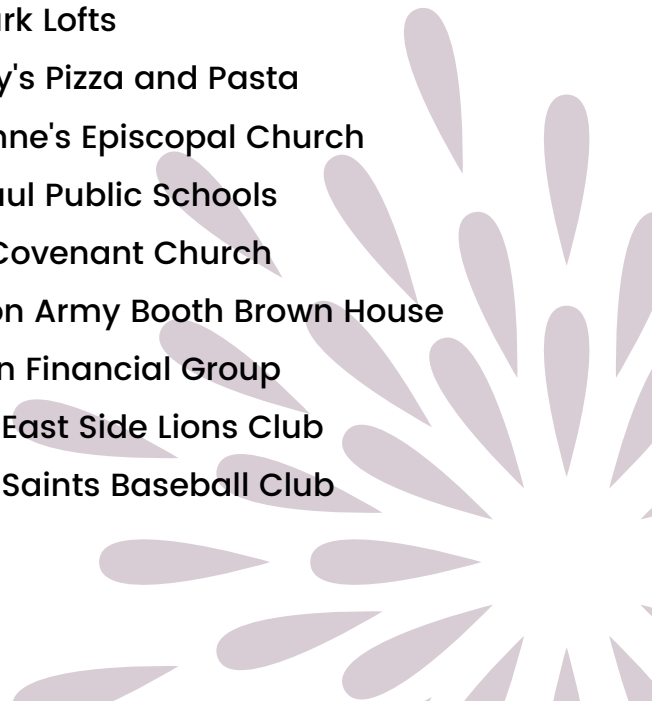 rk Lofts
y's Pizza and Pasta
nne's Episcopal Church
aul Public Schools
Covenant Church
on Army Booth Brown House
n Financial Group
East Side Lions Club
Saints Baseball Club